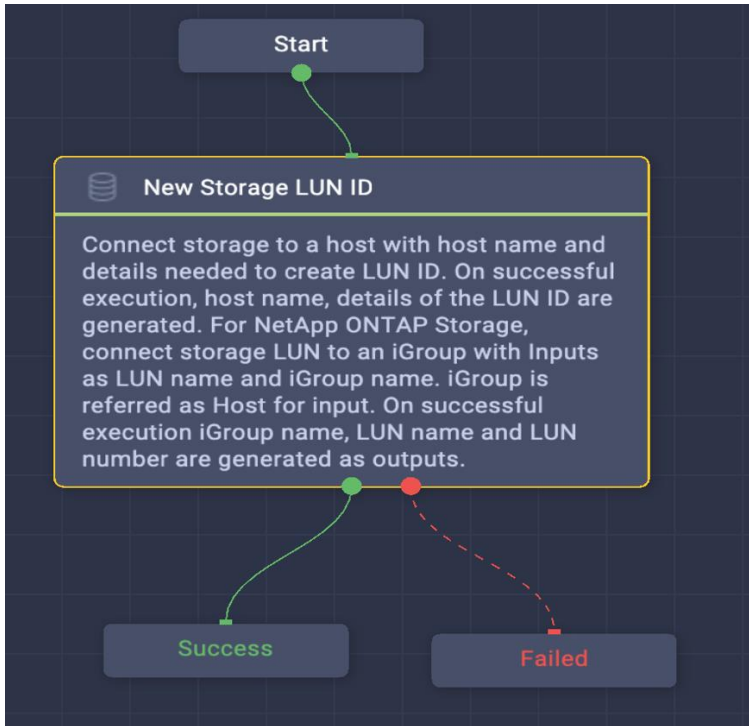 Start
New Storage LUN ID
Connect storage to a host with host name and
details needed to create LUN ID. On successful
execution, host name, details of the LUN ID are
generated. For NetApp ONTAP Storage,
connect storage LUN to an iGroup with Inputs
as LUN name and iGroup name. iGroup is
referred as Host for input. On successful
execution iGroup name, LUN name and LUN
number are generated as outputs.
Success
Failed